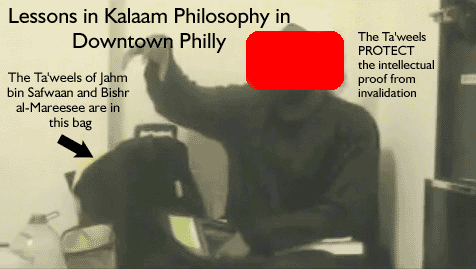 Lessons in Kalaam Philosophy in
Downtown Philly
The Ta'weels
PROTECT
the intellectual
proof from
invalidation
The Ta'weels of Jahm
bin Safwaan and Bishr
al-Mareesee are in
this bag